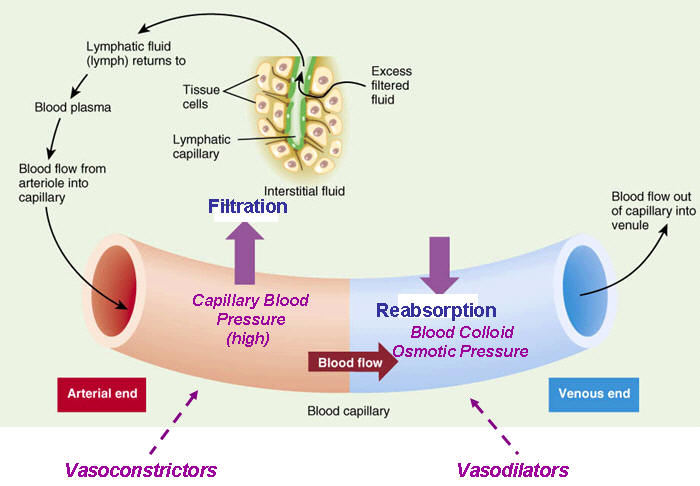 Lymphatic fluid
(lymph) returns to
Blood plasma
Blood flow from
arteriole into
capillary
Tissue
cells
Lymphatic
capillary
Excess
filtered
fluid
Interstitial fluid
Filtration
Blood flow out
of capillary into
venule
Capillary Blood
Pressure
(high)
Reabsorption
Blood Colloid
Osmotic Pressure
Blood flow
Arterial end
Blood capillary
Venous end
Vasoconstrictors
Vasodilators